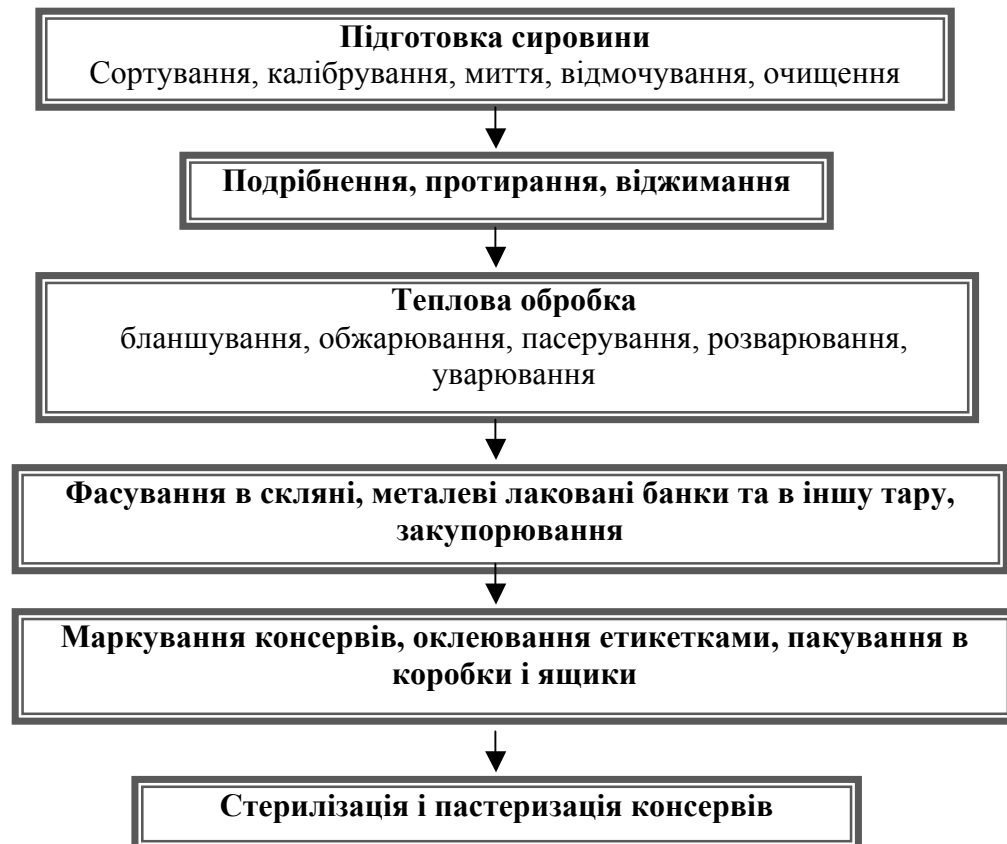 Підготовка сировини
Сортування, калібрування, миття, відмочування, очищення
Подрібнення, протирання, віджимання
Теплова обробка
бланшування, обжарювання, пасерування, розварювання,
уварювання
Фасування в скляні, металеві лаковані банки та в іншу тару,
закупорювання
Маркування консервів, оклеювання етикетками, пакування в
коробки і ящики
Стерилізація і пастеризація консервів